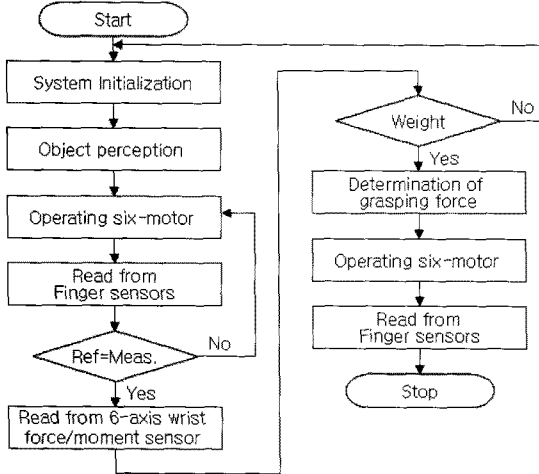 Start
System Initialization
Object perception
Operating six-motor
Read from
Finger sensors
Ref=Meas.
No
Yes
Read from 6-axis wrist
force/moment sensor
Weight
No
Yes
Determination of
grasping force
Operating six-motor
Read from
Finger sensors
Stop